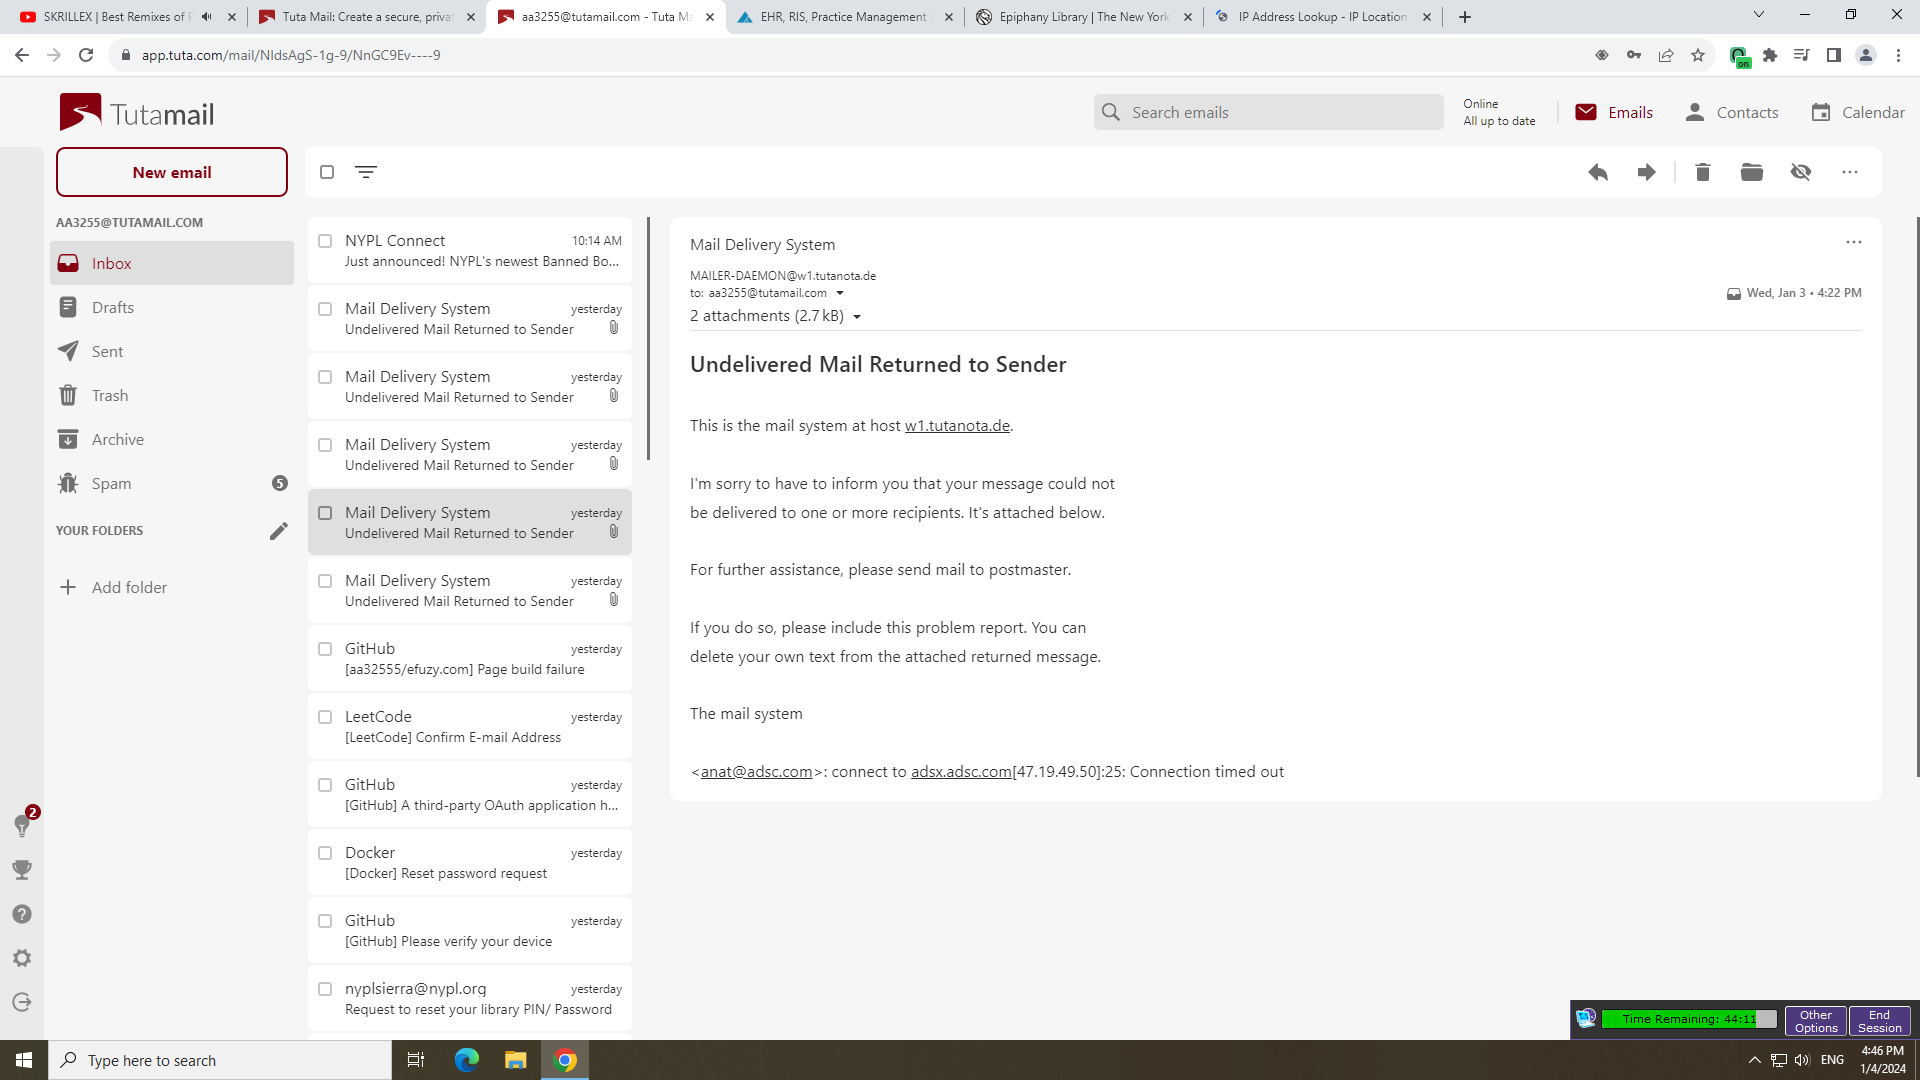 SKRILLEX | Best Remixes of P
Tuta Mail: Create a secure, privat
aa3255@tutamail.com - Tuta Ma
EHR, RIS, Practice Management
Epiphany Library | The New York
IP Address Lookup - IP Location
app.tuta.com/mail/NIdsAgS-1g-9/NnGC9Ev----9
on
Tutamail
Search emails
Online
All up to date
Emails
Contacts
Calendar
New email
AA3255@TUTAMAIL.COM
Inbox
Drafts
Sent
Trash
Archive
Spam
5
YOUR FOLDERS
Add folder
2
NYPL Connect
10:14 AM
Just announced! NYPL's newest Banned Bo...
Mail Delivery System
yesterday
Undelivered Mail Returned to Sender
Mail Delivery System
yesterday
Undelivered Mail Returned to Sender
Mail Delivery System
yesterday
Undelivered Mail Returned to Sender
Mail Delivery System
yesterday
Undelivered Mail Returned to Sender
Mail Delivery System
yesterday
Undelivered Mail Returned to Sender
GitHub
yesterday
[aa32555/efuzy.com] Page build failure
LeetCode
yesterday
[LeetCode] Confirm E-mail Address
GitHub
yesterday
[GitHub] A third-party OAuth application h...
Docker
yesterday
[Docker] Reset password request
GitHub
yesterday
[GitHub] Please verify your device
nyplsierra@nypl.org
yesterday
Request to reset your library PIN/ Password
Mail Delivery System
MAILER-DAEMON@w1.tutanota.de
to: aa3255@tutamail.com
Wed, Jan 3 • 4:22 PM
2 attachments (2.7 kB)
Undelivered Mail Returned to Sender
This is the mail system at host w1.tutanota.de.
I'm sorry to have to inform you that your message could not
be delivered to one or more recipients. It's attached below.
For further assistance, please send mail to postmaster.
If you do so, please include this problem report. You can
delete your own text from the attached returned message.
The mail system
<anat@adsc.com>: connect to adsx.adsc.com[47.19.49.50]:25: Connection timed out
Time Remaining: 44:11
Other Options
End Session
Type here to search
ENG
4:46 PM
1/4/2024